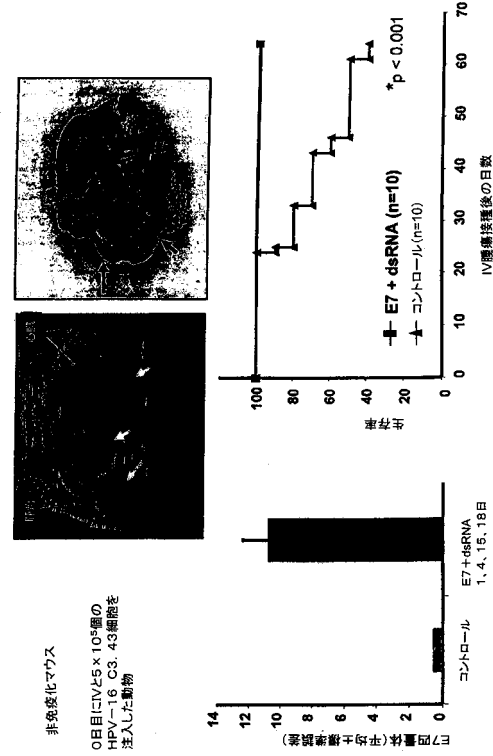 非免疫化マウス
0日目にIVと5×10⁵個の
HPV−16 C3. 43細胞を
注入した動物
E7四量体(平均±標準誤差)
14
12
10
8
6
4
2
0
コントロール
E7+dsRNA
1、4、15、18日
生存率
100
80
60
40
20
0
E7 + dsRNA (n=10)
コントロール(n=10)
*p < 0.001
0
10
20
30
40
50
60
70
IV腫瘍接種後の日数